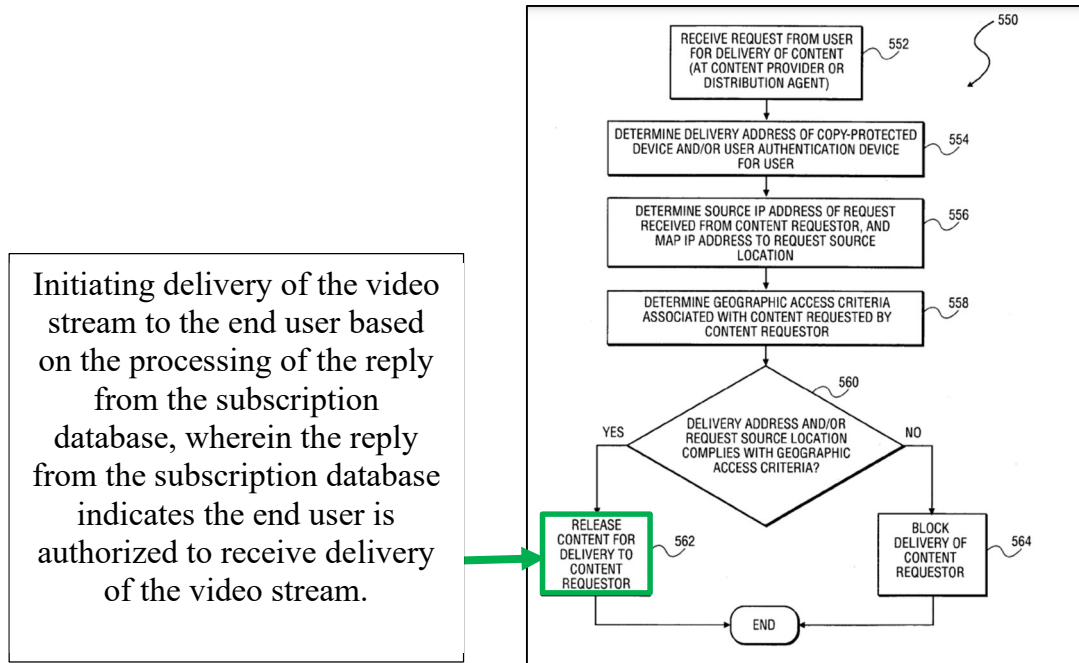 Initiating delivery of the video
stream to the end user based
on the processing of the reply
from the subscription
database, wherein the reply
from the subscription database
indicates the end user is
authorized to receive delivery
of the video stream.
550
RECEIVE REQUEST FROM USER
FOR DELIVERY OF CONTENT
(AT CONTENT PROVIDER OR
DISTRIBUTION AGENT)
552
DETERMINE DELIVERY ADDRESS OF COPY-PROTECTED
DEVICE AND/OR USER AUTHENTICATION DEVICE
FOR USER
554
DETERMINE SOURCE IP ADDRESS OF REQUEST
RECEIVED FROM CONTENT REQUESTOR, AND
MAP IP ADDRESS TO REQUEST SOURCE
LOCATION
556
DETERMINE GEOGRAPHIC ACCESS CRITERIA
ASSOCIATED WITH CONTENT REQUESTED BY
CONTENT REQUESTOR
558
560
DELIVERY ADDRESS AND/OR
REQUEST SOURCE LOCATION
COMPLIES WITH GEOGRAPHIC
ACCESS CRITERIA?
YES
NO
RELEASE
CONTENT FOR
DELIVERY TO
CONTENT
REQUESTOR
562
BLOCK
DELIVERY OF
CONTENT
REQUESTOR
564
END